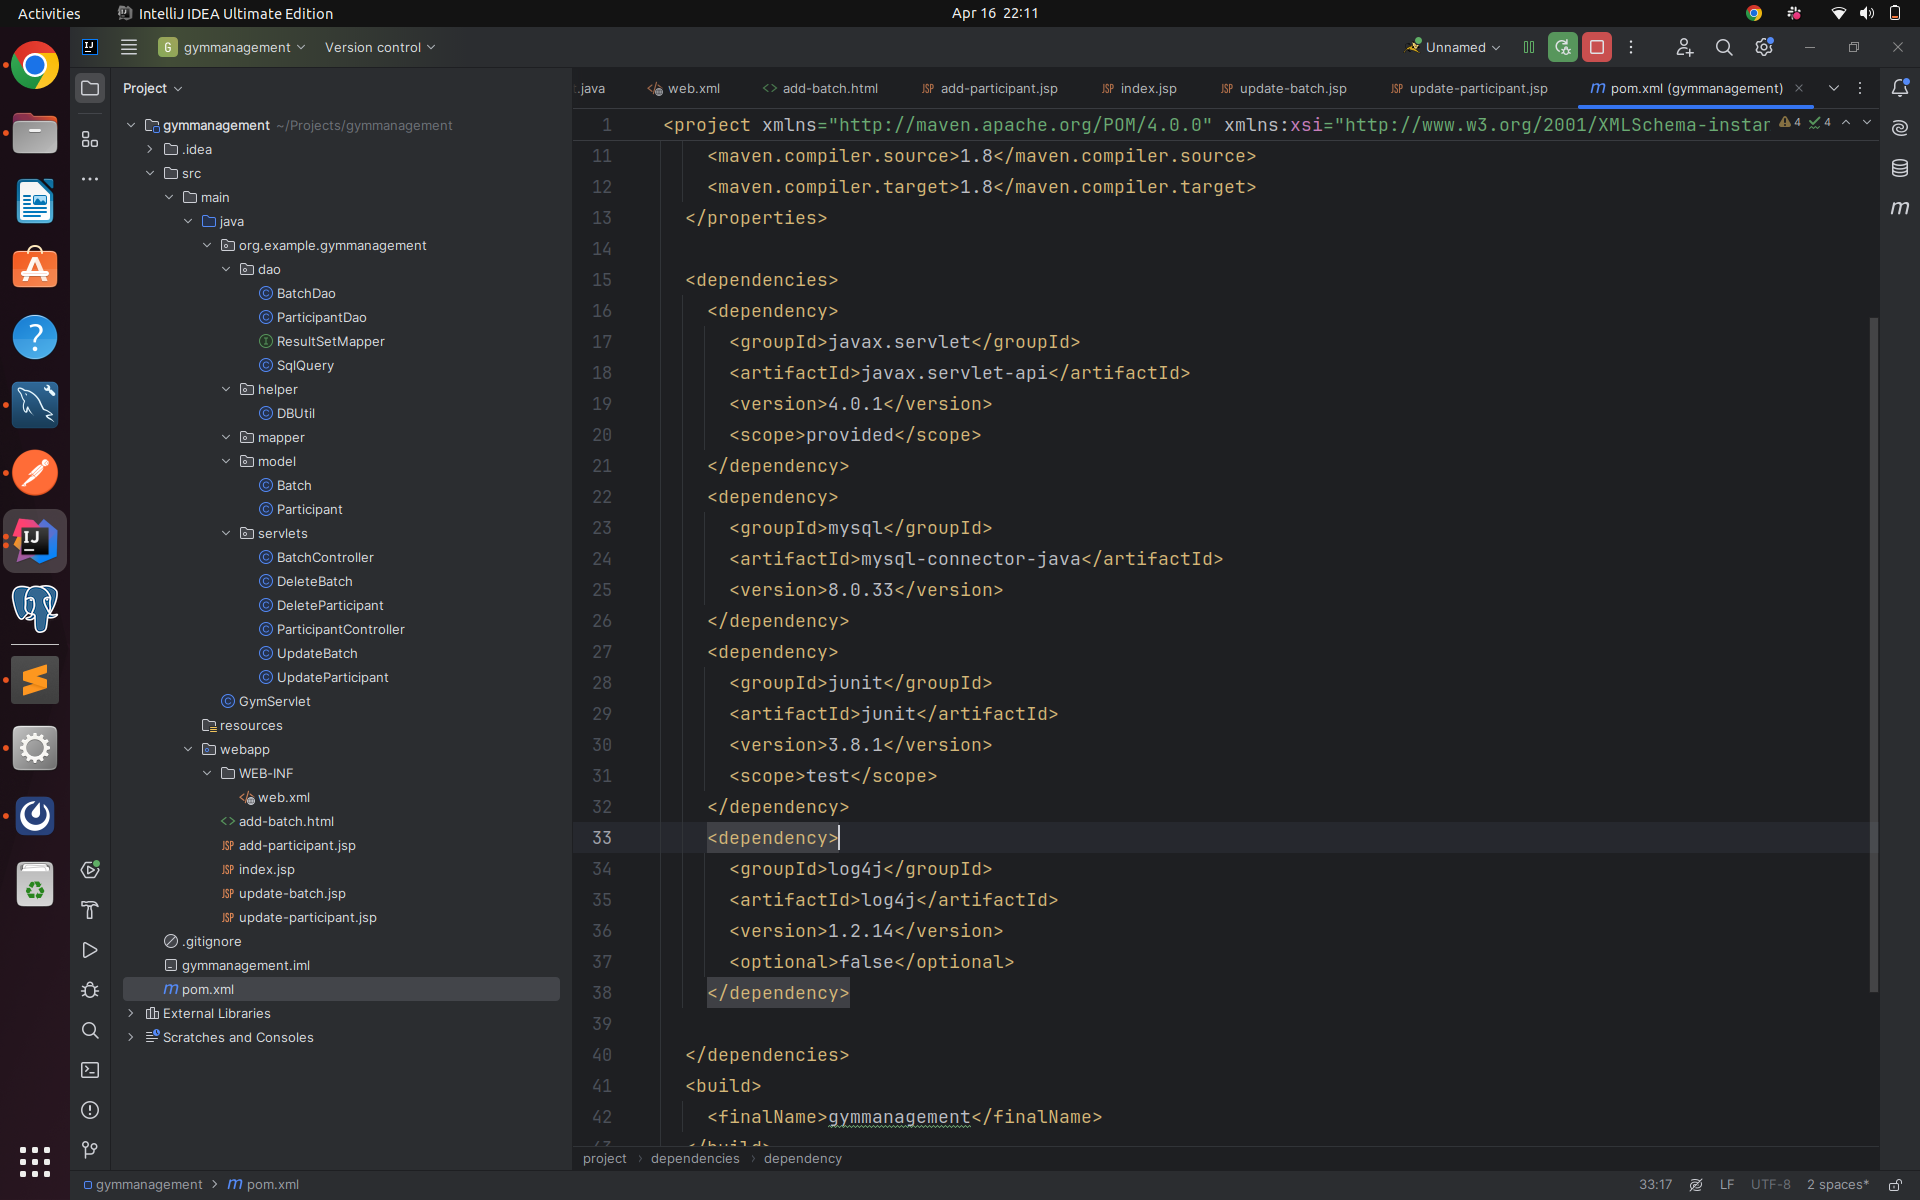 Activities
IntelliJ IDEA Ultimate Edition
Apr 16 22:11
G gymmanagement
Version control
Unnamed
Project
.java
web.xml
add-batch.html
add-participant.jsp
index.jsp
update-batch.jsp
update-participant.jsp
pom.xml (gymmanagement)
gymmanagement ~/Projects/gymmanagement
.idea
src
main
java
org.example.gymmanagement
dao
BatchDao
ParticipantDao
ResultSetMapper
SqlQuery
helper
DBUtil
mapper
model
Batch
Participant
servlets
BatchController
DeleteBatch
DeleteParticipant
ParticipantController
UpdateBatch
UpdateParticipant
GymServlet
resources
webapp
WEB-INF
web.xml
add-batch.html
add-participant.jsp
index.jsp
update-batch.jsp
update-participant.jsp
.gitignore
gymmanagement.iml
pom.xml
External Libraries
Scratches and Consoles
1 <project xmlns="http://maven.apache.org/POM/4.0.0" xmlns:xsi="http://www.w3.org/2001/XMLSchema-instar 4 4
11 <maven.compiler.source>1.8</maven.compiler.source>
12 <maven.compiler.target>1.8</maven.compiler.target>
13 </properties>
14
15 <dependencies>
16 <dependency>
17 <groupId>javax.servlet</groupId>
18 <artifactId>javax.servlet-api</artifactId>
19 <version>4.0.1</version>
20 <scope>provided</scope>
21 </dependency>
22 <dependency>
23 <groupId>mysql</groupId>
24 <artifactId>mysql-connector-java</artifactId>
25 <version>8.0.33</version>
26 </dependency>
27 <dependency>
28 <groupId>junit</groupId>
29 <artifactId>junit</artifactId>
30 <version>3.8.1</version>
31 <scope>test</scope>
32 </dependency>
33 <dependency>
34 <groupId>log4j</groupId>
35 <artifactId>log4j</artifactId>
36 <version>1.2.14</version>
37 <optional>false</optional>
38 </dependency>
39
40 </dependencies>
41 <build>
42 <finalName>gymmanagement</finalName>
43 </build>
project > dependencies > dependency
gymmanagement > pom.xml
33:17 LF UTF-8 2 spaces*